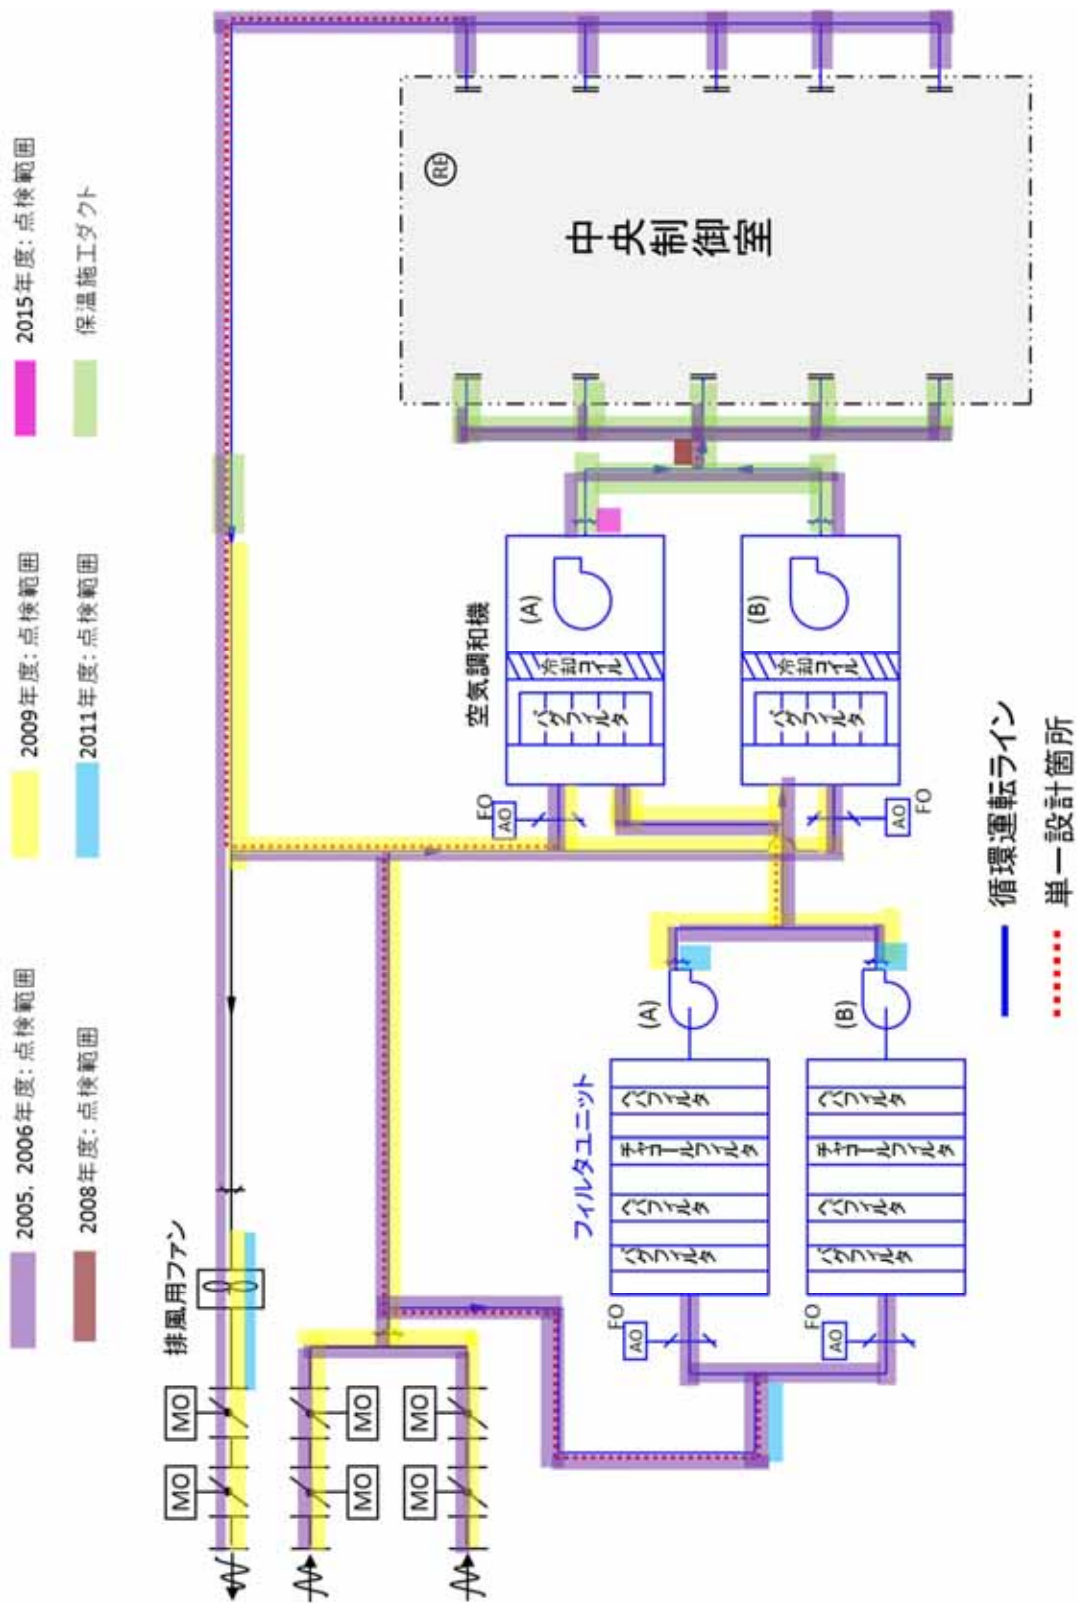 2005, 2006年度：点検範囲
2009年度：点検範囲
2015年度：点検範囲
2008年度：点検範囲
2011年度：点検範囲
保温施工ダクト
排風用ファン
MO
MO
MO
MO
MO
MO
空気調和機
(A)
バグフィルタ
冷却コイル
(B)
バグフィルタ
冷却コイル
FO
AO
FO
AO
RE
中央制御室
フィルタユニット
(A)
バグフィルタ
ヘパフィルタ
チャコールフィルタ
ヘパフィルタ
(B)
バグフィルタ
ヘパフィルタ
チャコールフィルタ
ヘパフィルタ
FO
AO
FO
AO
循環運転ライン
単一設計箇所